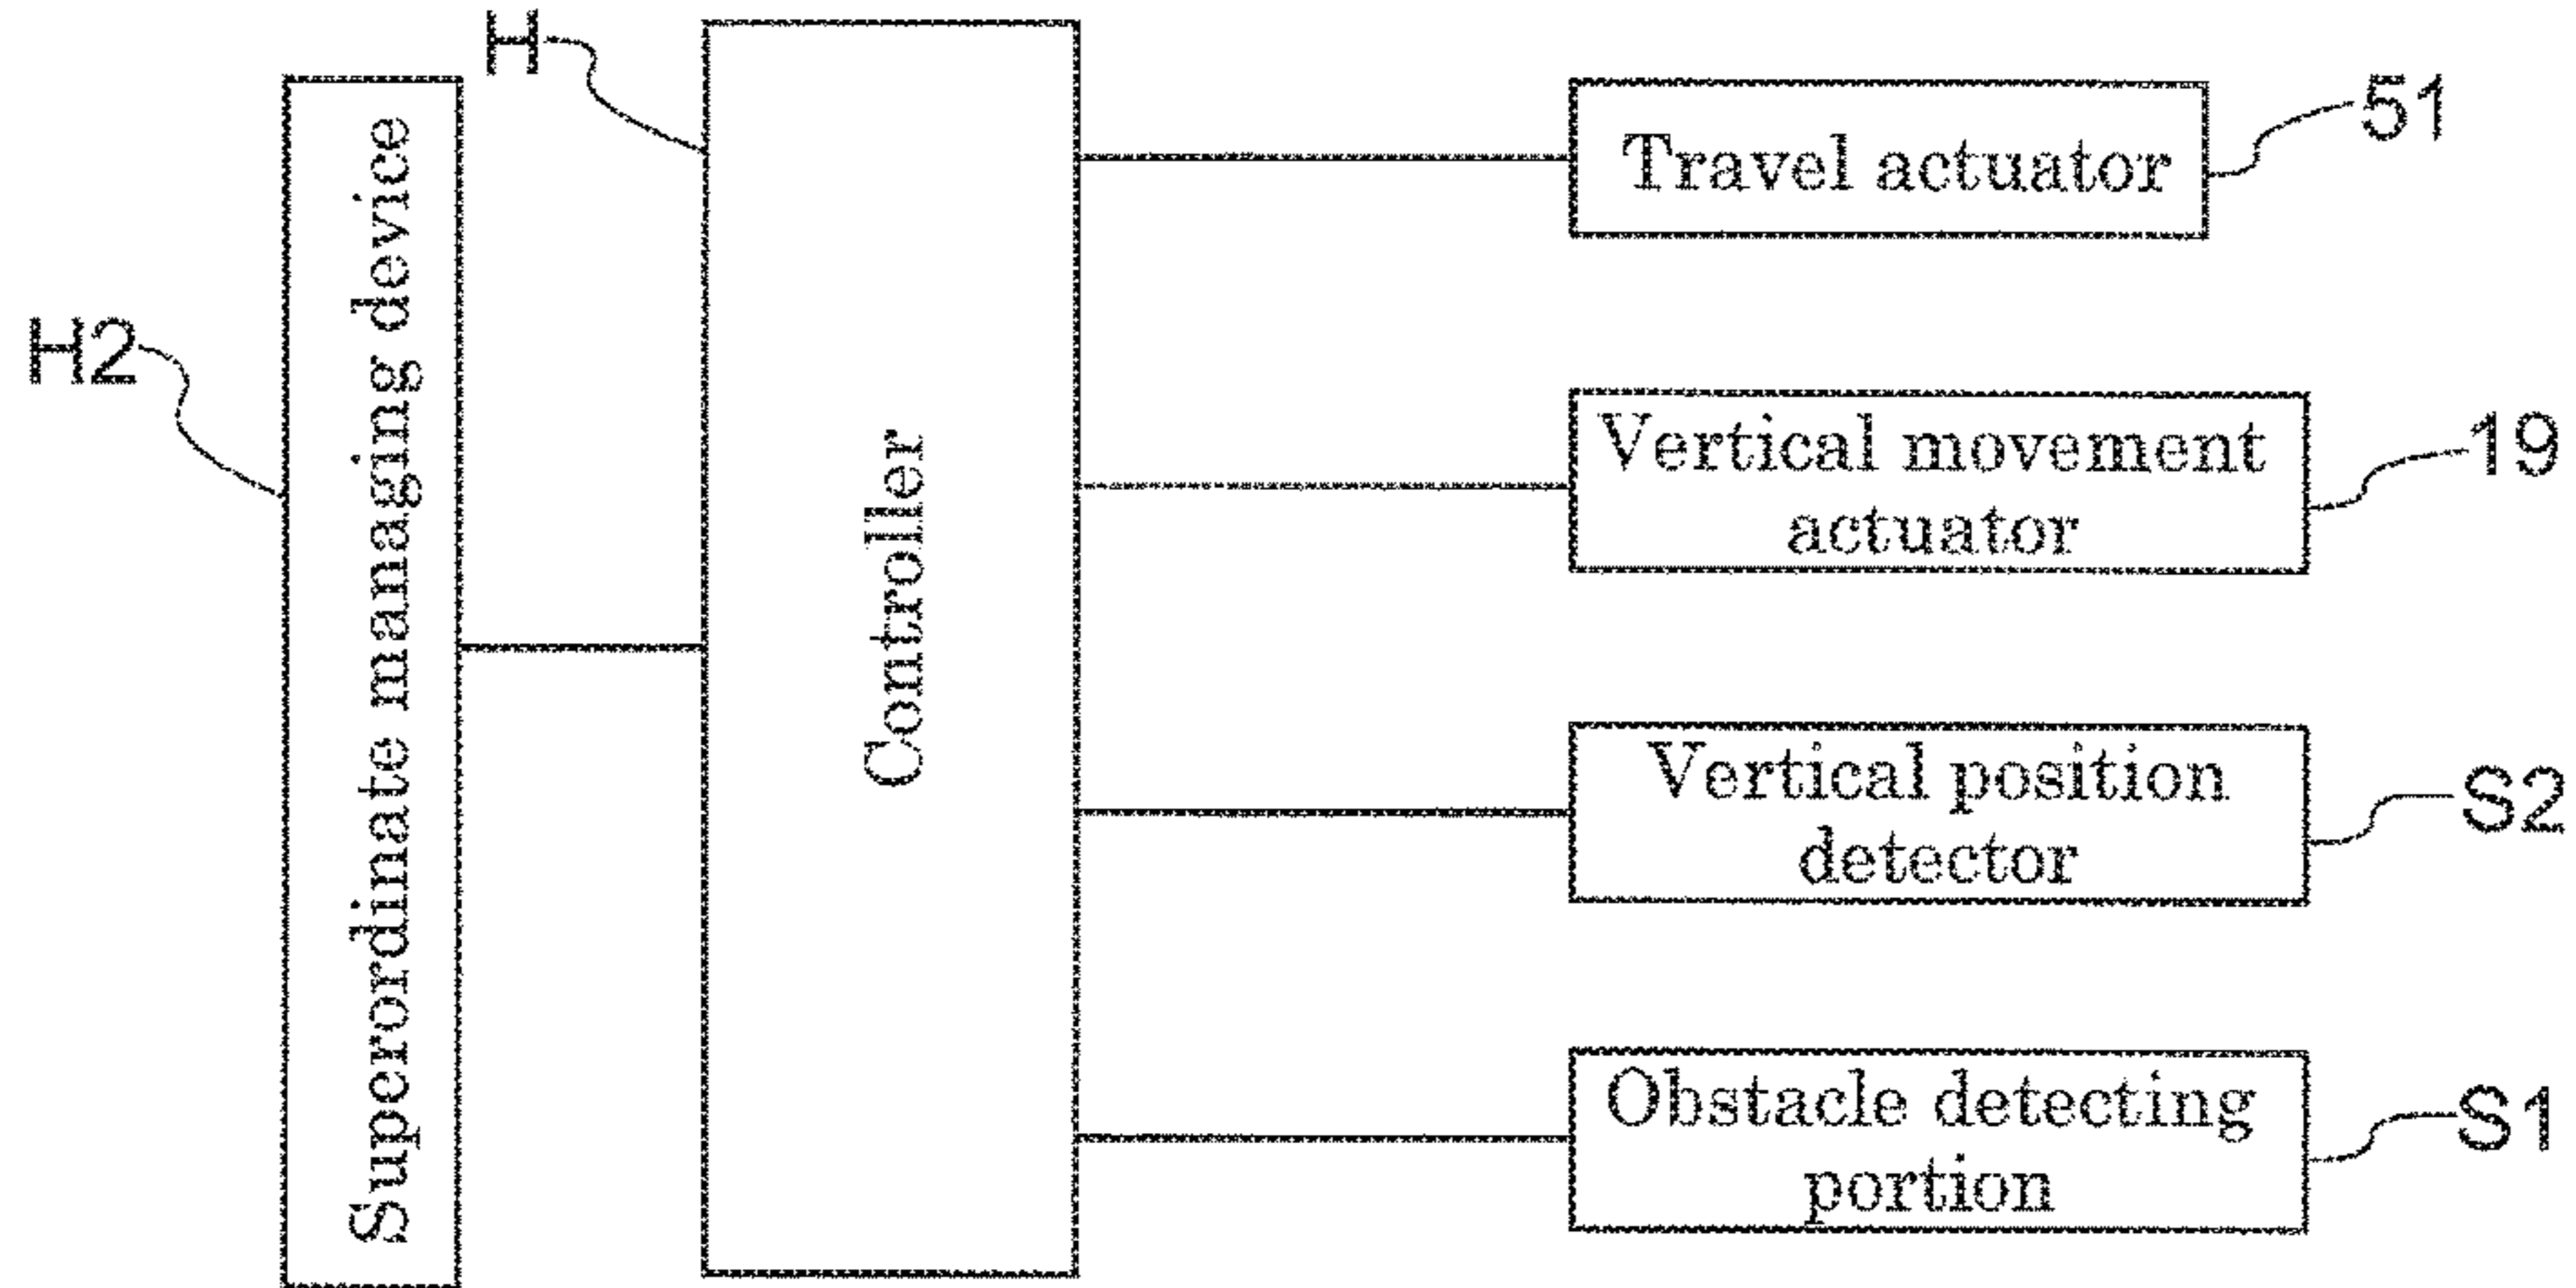 H
H2
Superordinate managing device
Controller
Travel actuator
51
Vertical movement
actuator
19
Vertical position
detector
S2
Obstacle detecting
portion
S1